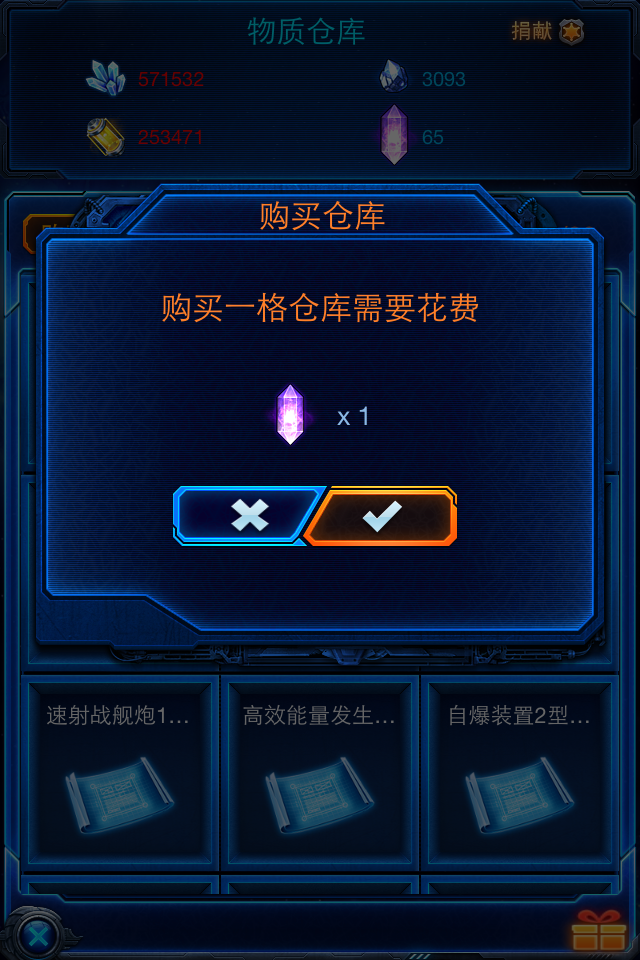 物质仓库
捐献
571532
3093
253471
65
购买仓库
购买一格仓库需要花费
x 1
速射战舰炮1...
高效能量发生...
自爆装置2型...